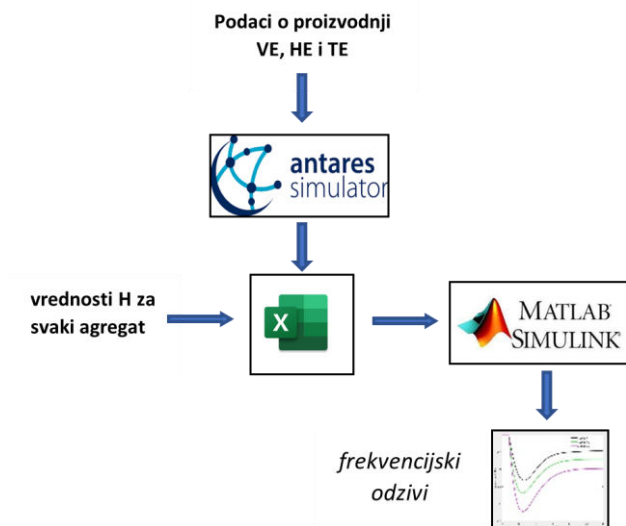 Podaci o proizvodnji
VE, HE i TE
antares
simulator
vrednosti H za
svaki agregat
X
MATLAB
SIMULINK®
frekvencijski
odzivi